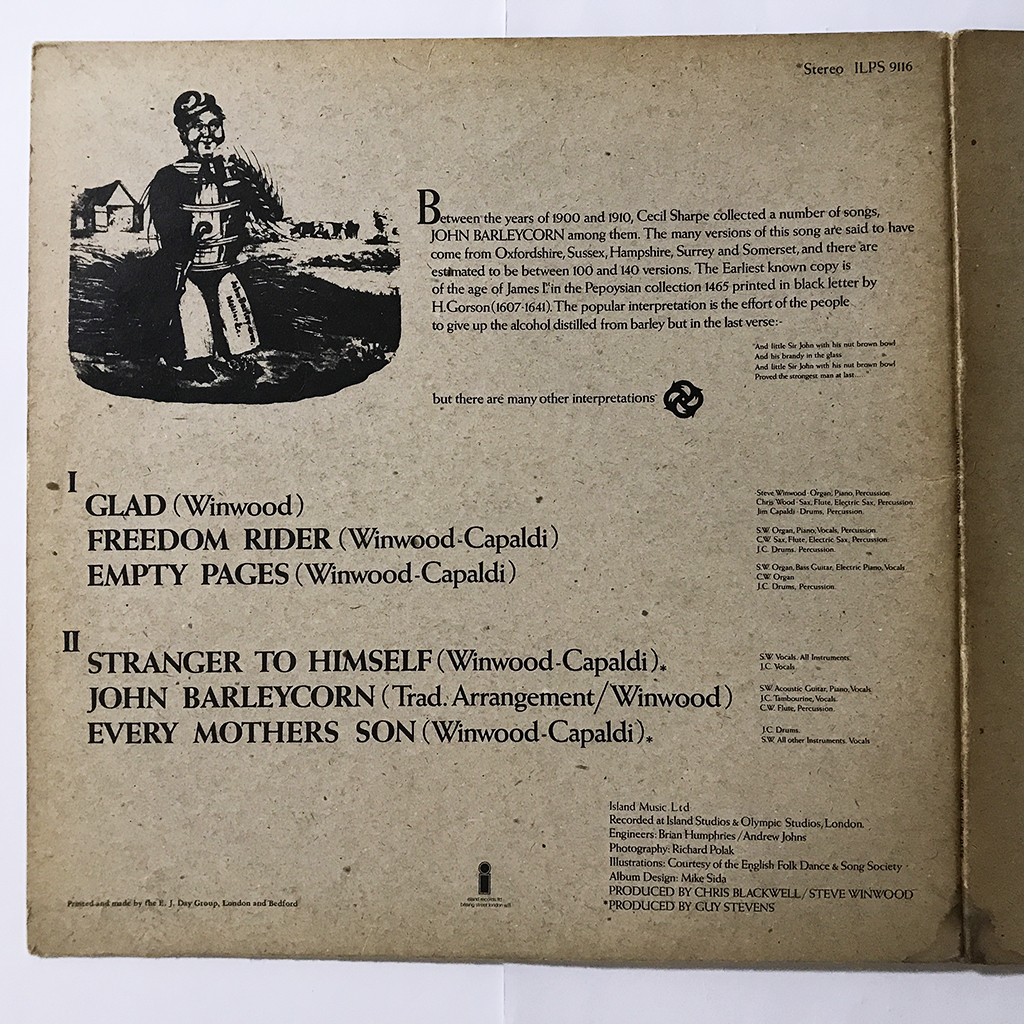 *Stereo ILPS 9116
Between the years of 1900 and 1910, Cecil Sharpe collected a number of songs,
JOHN BARLEYCORN among them. The many versions of this song are said to have
come from Oxfordshire, Sussex, Hampshire, Surrey and Somerset, and there are
estimated to be between 100 and 140 versions. The Earliest known copy is
of the age of James I. in the Pepoysian collection 1465 printed in black letter by
H.Gorson (1607-1641). The popular interpretation is the effort of the people
to give up the alcohol distilled from barley but in the last verse:-
"And little Sir John with his nut brown bowl
And his brandy in the glass
And little Sir John with his nut brown bowl
Proved the strongest man at last....."
but there are many other interpretations
I
GLAD (Winwood)
FREEDOM RIDER (Winwood-Capaldi)
EMPTY PAGES (Winwood-Capaldi)
Steve Winwood - Organ, Piano, Percussion.
Chris Wood - Sax, Flute, Electric Sax, Percussion
Jim Capaldi - Drums, Percussion.
S.W. Organ, Piano, Vocals, Percussion.
C.W. Sax, Flute, Electric Sax, Percussion.
J.C. Drums. Percussion.
S.W. Organ, Bass Guitar, Electric Piano, Vocals
C.W. Organ
J.C. Drums, Percussion.
II
STRANGER TO HIMSELF (Winwood-Capaldi).*
JOHN BARLEYCORN (Trad. Arrangement/Winwood)
EVERY MOTHERS SON (Winwood-Capaldi).*
S.W. Vocals. All Instruments.
J.C. Vocals.
S.W. Acoustic Guitar, Piano, Vocals
J.C. Tambourine, Vocals.
C.W. Flute, Percussion.
J.C. Drums.
S.W. All other Instruments. Vocals
Island Music Ltd
Recorded at Island Studios & Olympic Studios, London.
Engineers: Brian Humphries / Andrew Johns
Photography: Richard Polak
Illustrations: Courtesy of the English Folk Dance & Song Society
Album Design: Mike Sida
PRODUCED BY CHRIS BLACKWELL / STEVE WINWOOD
*PRODUCED BY GUY STEVENS
Printed and made by the E. J. Day Group, London and Bedford
i
island records ltd
basing street london w11